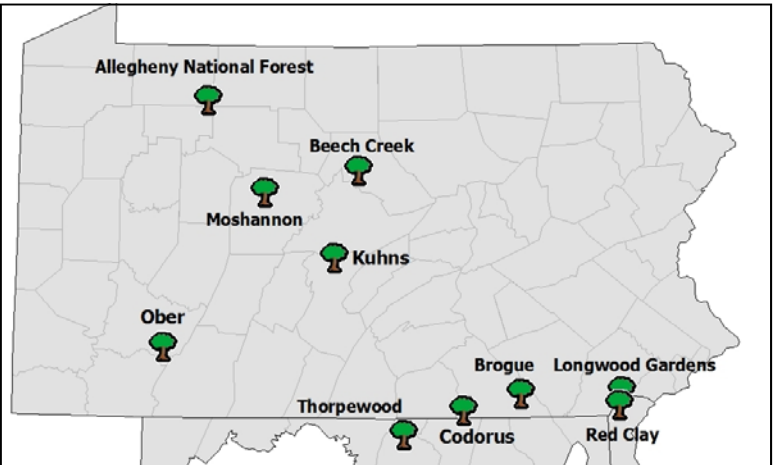 Allegheny National Forest
Beech Creek
Moshannon
Kuhns
Ober
Brogue
Longwood Gardens
Thorpewood
Codorus
Red Clay